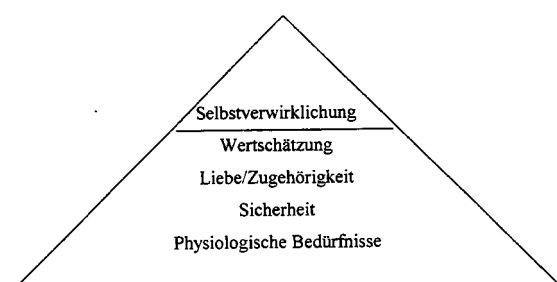 Selbstverwirklichung
Wertschätzung
Liebe/Zugehörigkeit
Sicherheit
Physiologische Bedürfnisse